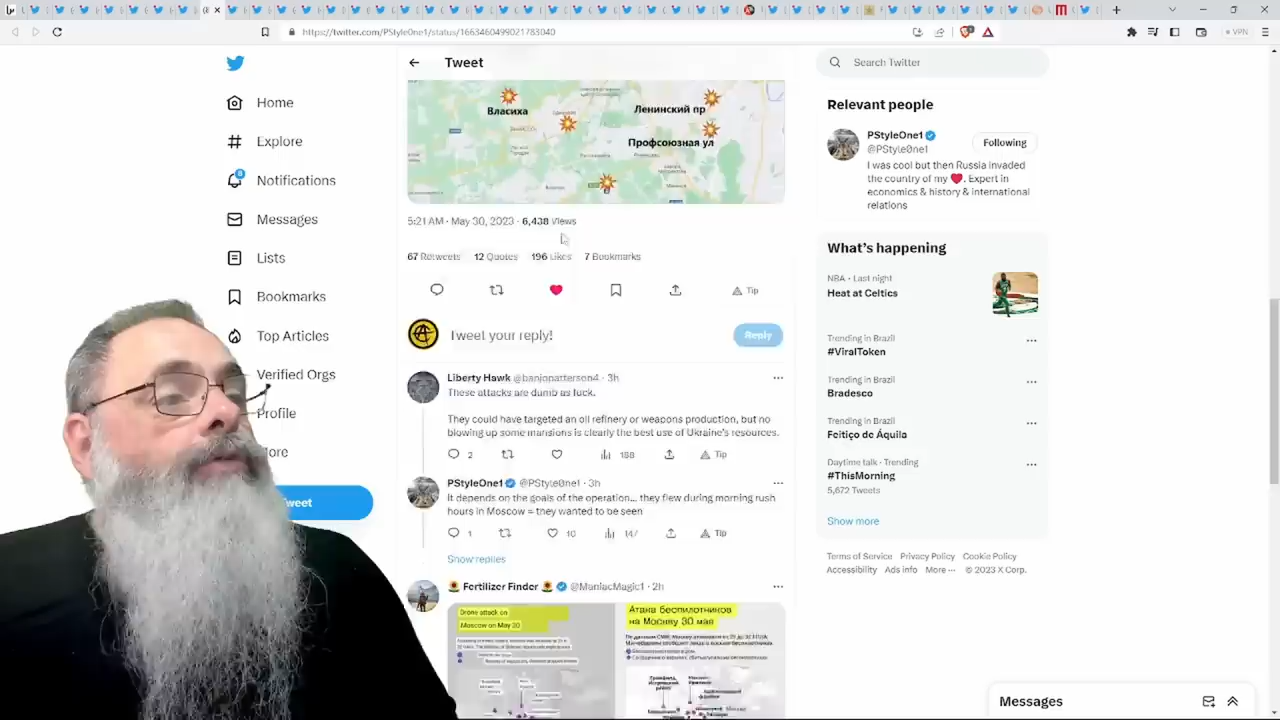 https://twitter.com/PStyle0ne1/status/1663460499021783040
VPN
Home
Explore
8
Notifications
Messages
Lists
Bookmarks
Top Articles
Verified Orgs
Profile
Tweet
Власиха
Ленинский пр
Профсоюзная ул
5:21 AM · May 30, 2023 · 6,438 Views
67 Retweets 12 Quotes 196 Likes 7 Bookmarks
Tip
Tweet your reply!
Reply
Liberty Hawk @banjopatterson4 · 3h
These attacks are dumb as fuck.
They could have targeted an oil refinery or weapons production, but no
blowing up some mansions is clearly the best use of Ukraine's resources.
2 188 Tip
PStyleOne1 @PStyle0ne1 · 3h
It depends on the goals of the operation... they flew during morning rush
hours in Moscow = they wanted to be seen
1 10 147 Tip
Show replies
Fertilizer Finder @ManiacMagic1 · 2h
Drone attack on
Moscow on May 30
Атака беспилотников
на Москву 30 мая
Search Twitter
Relevant people
PStyleOne1
@PStyle0ne1
Following
I was cool but then Russia invaded
the country of my ❤️. Expert in
economics & history & international
relations
What's happening
NBA · Last night
Heat at Celtics
Trending in Brazil
#ViralToken
Trending in Brazil
Bradesco
Trending in Brazil
Feitiço de Áquila
Daytime talk · Trending
#ThisMorning
5,672 Tweets
Show more
Terms of Service Privacy Policy Cookie Policy
Accessibility Ads info More ··· © 2023 X Corp.
Messages